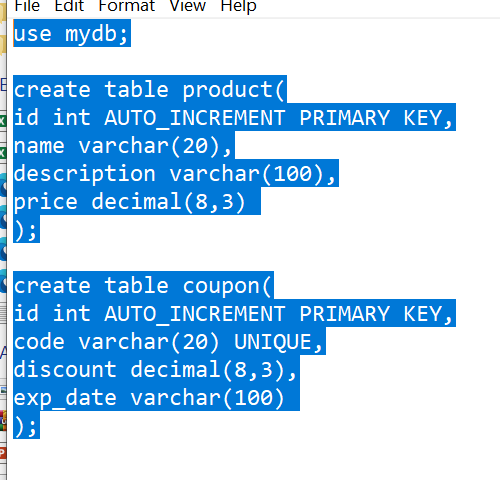 File Edit Format View Help
use mydb;
create table product(
id int AUTO_INCREMENT PRIMARY KEY,
name varchar(20),
description varchar(100),
price decimal(8,3)
);
create table coupon(
id int AUTO_INCREMENT PRIMARY KEY,
code varchar(20) UNIQUE,
discount decimal(8,3),
exp_date varchar(100)
);